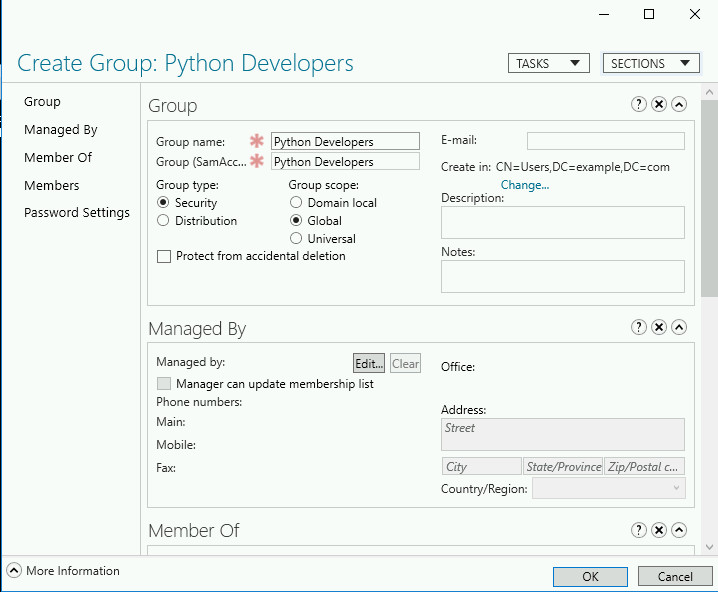 Create Group: Python Developers
TASKS
SECTIONS
Group
Managed By
Member Of
Members
Password Settings
Group
?
Group name:
Python Developers
Group (SamAcc...
Python Developers
Group type:
Security
Distribution
Group scope:
Domain local
Global
Universal
Protect from accidental deletion
E-mail:
Create in: CN=Users,DC=example,DC=com
Change...
Description:
Notes:
Managed By
?
Managed by:
Edit...
Clear
Manager can update membership list
Phone numbers:
Main:
Mobile:
Fax:
Office:
Address:
Street
City
State/Province
Zip/Postal c...
Country/Region:
Member Of
?
More Information
OK
Cancel